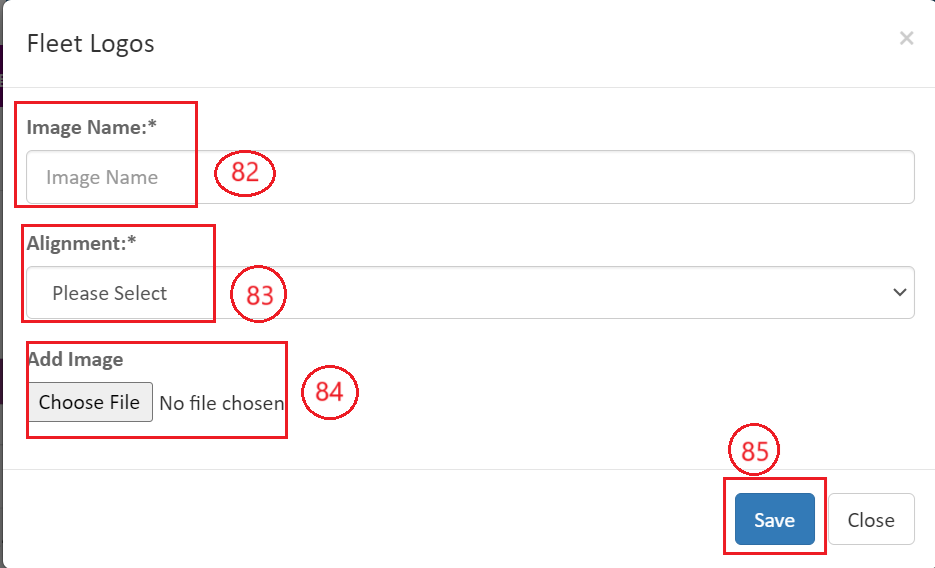 Fleet Logos ×
Image Name:*
Image Name 82
Alignment:*
Please Select 83
Add Image
Choose File No file chosen 84
85
Save Close